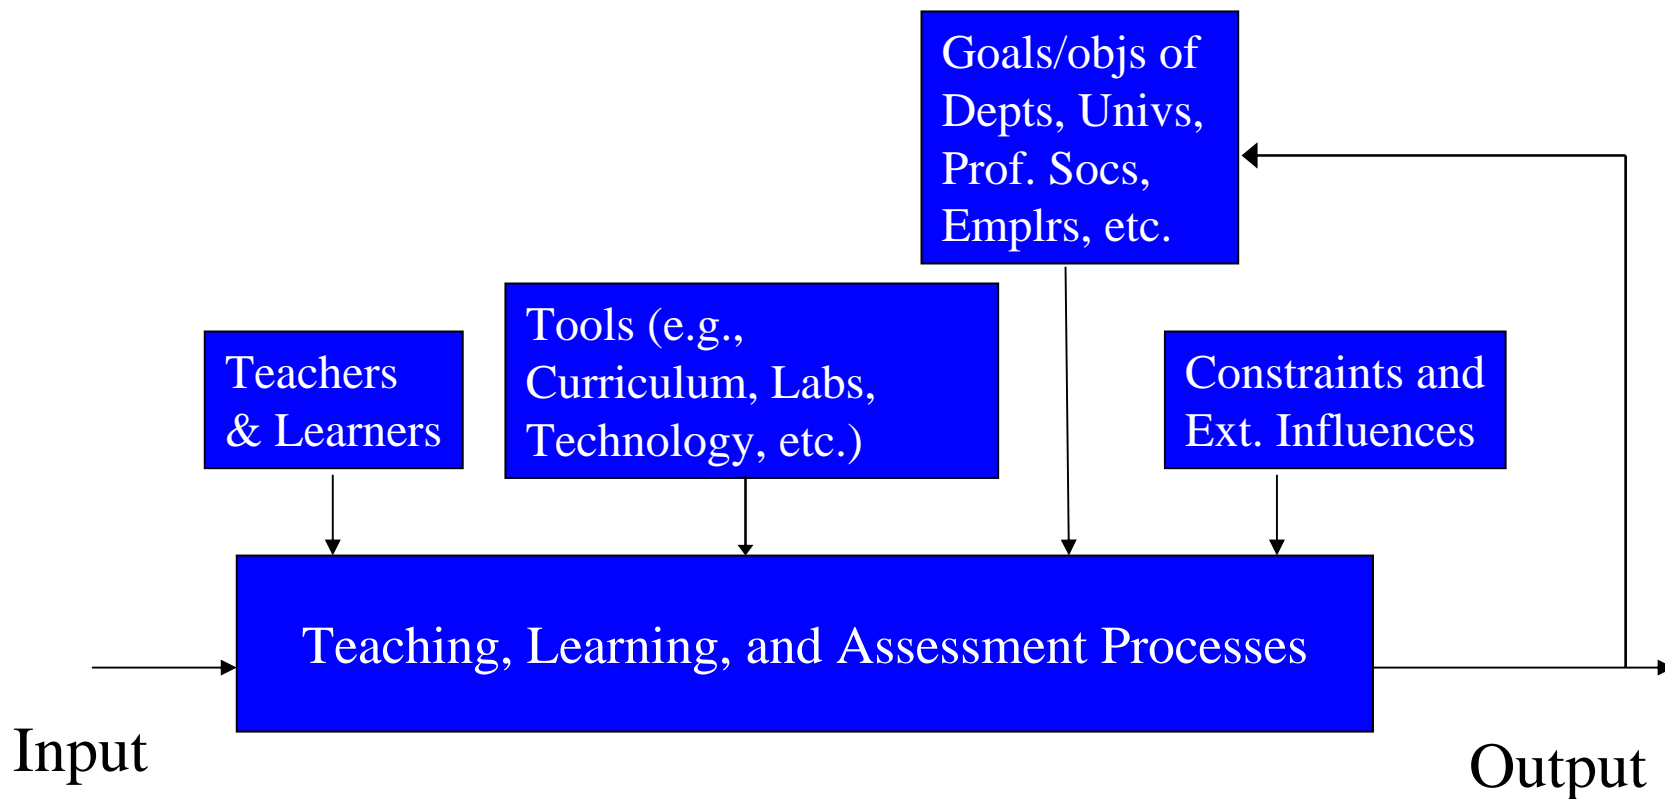 Goals/objs of
Depts, Univs,
Prof. Socs,
Emplrs, etc.
Tools (e.g.,
Curriculum, Labs,
Technology, etc.)
Teachers
& Learners
Constraints and
Ext. Influences
Teaching, Learning, and Assessment Processes
Input
Output